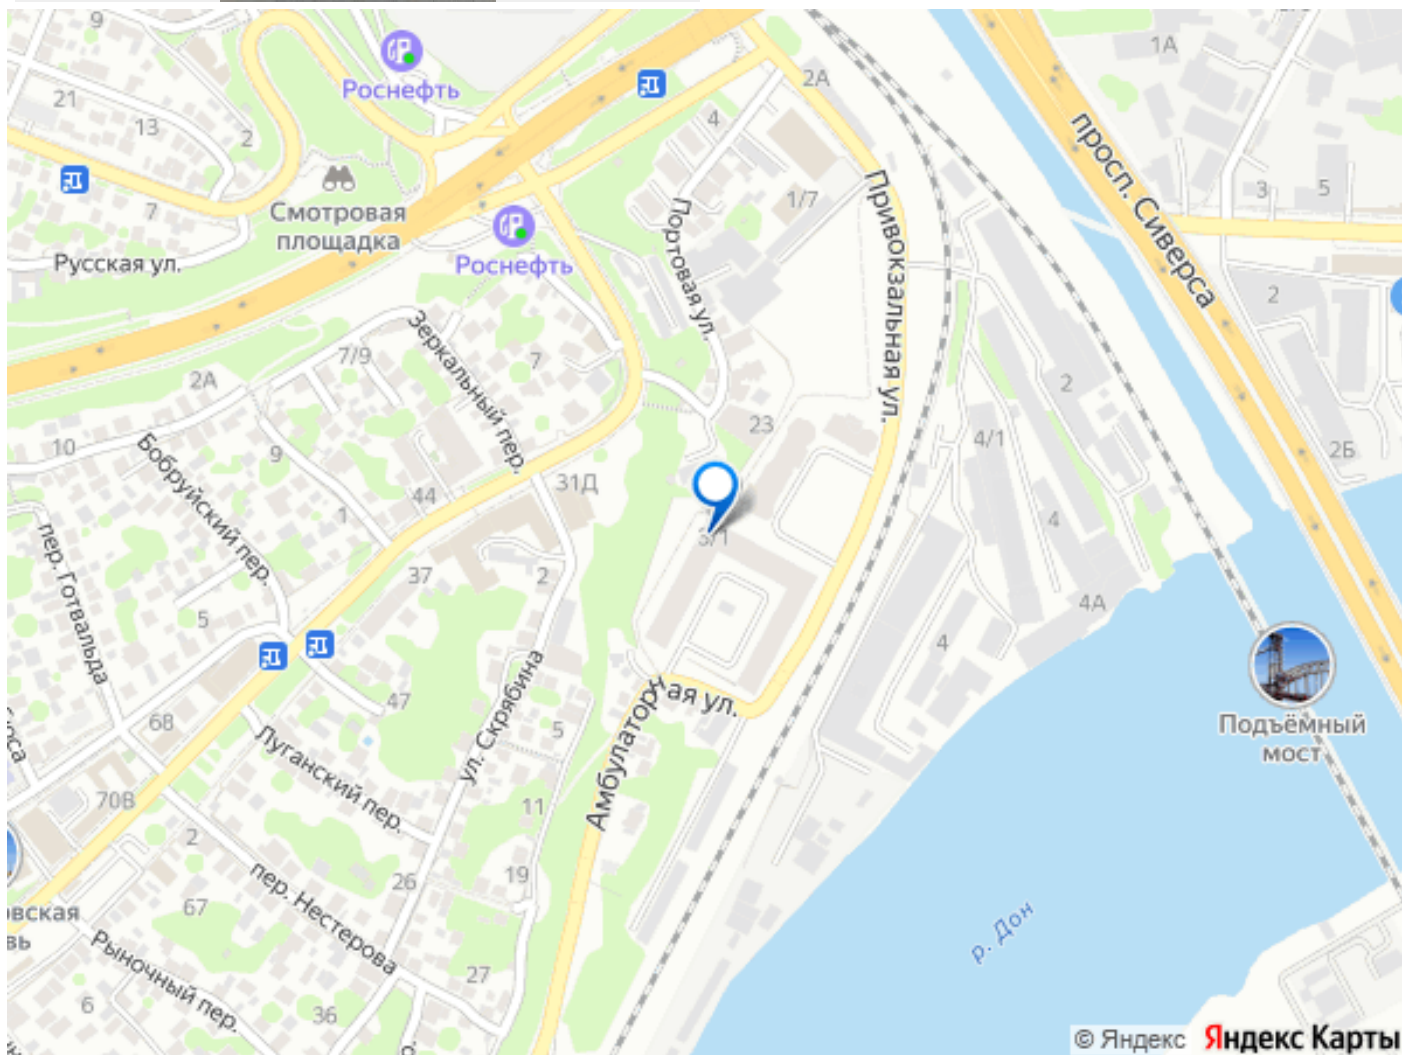 9
Роснефть
2А
1А
21
13
2
4
просп. Сиверса
Смотровая
площадка
7
1/7
3
5
Привокзальная ул.
Портовая ул.
Русская ул.
Роснефть
2
Зеркальный пер.
7/9
7
2А
2
10
Бобруйский пер.
9
23
4/1
2Б
44
31Д
1
3/1
4
пер. Готвальда
37
2
4А
5
4
47
ул. Скрябина
Амбулаторная ул.
68
5
Подъёмный
мост
Луганский пер.
70В
11
2
26
19
пер. Нестерова
67
р. Дон
Рыночный пер.
27
6
36
© Яндекс Яндекс Карты